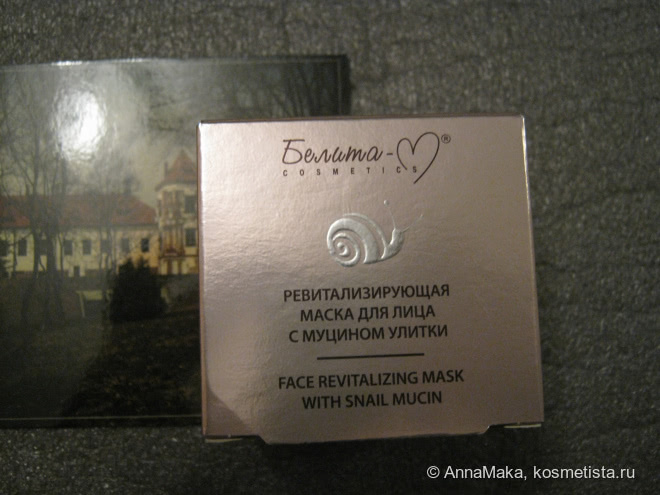 Белита-М®
COSMETICS
РЕВИТАЛИЗИРУЮЩАЯ
МАСКА ДЛЯ ЛИЦА
С МУЦИНОМ УЛИТКИ
FACE REVITALIZING MASK
WITH SNAIL MUCIN
© AnnaMaka, kosmetista.ru